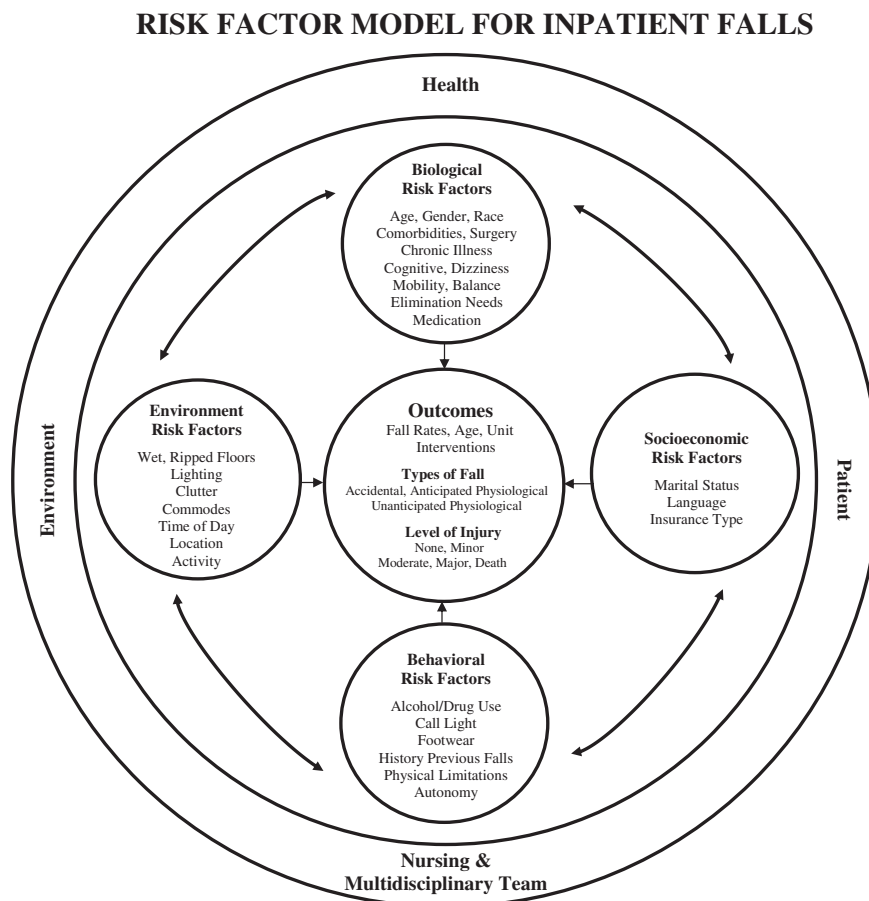 RISK FACTOR MODEL FOR INPATIENT FALLS
Health
Biological
Risk Factors
Age, Gender, Race
Comorbidities, Surgery
Chronic Illness
Cognitive, Dizziness
Mobility, Balance
Elimination Needs
Medication
Environment
Environment
Risk Factors
Wet, Ripped Floors
Lighting
Clutter
Commodes
Time of Day
Location
Activity
Outcomes
Fall Rates, Age, Unit
Interventions
Types of Fall
Accidental, Anticipated Physiological
Unanticipated Physiological
Level of Injury
None, Minor
Moderate, Major, Death
Socioeconomic
Risk Factors
Marital Status
Language
Insurance Type
Patient
Behavioral
Risk Factors
Alcohol/Drug Use
Call Light
Footwear
History Previous Falls
Physical Limitations
Autonomy
Nursing &
Multidisciplinary Team